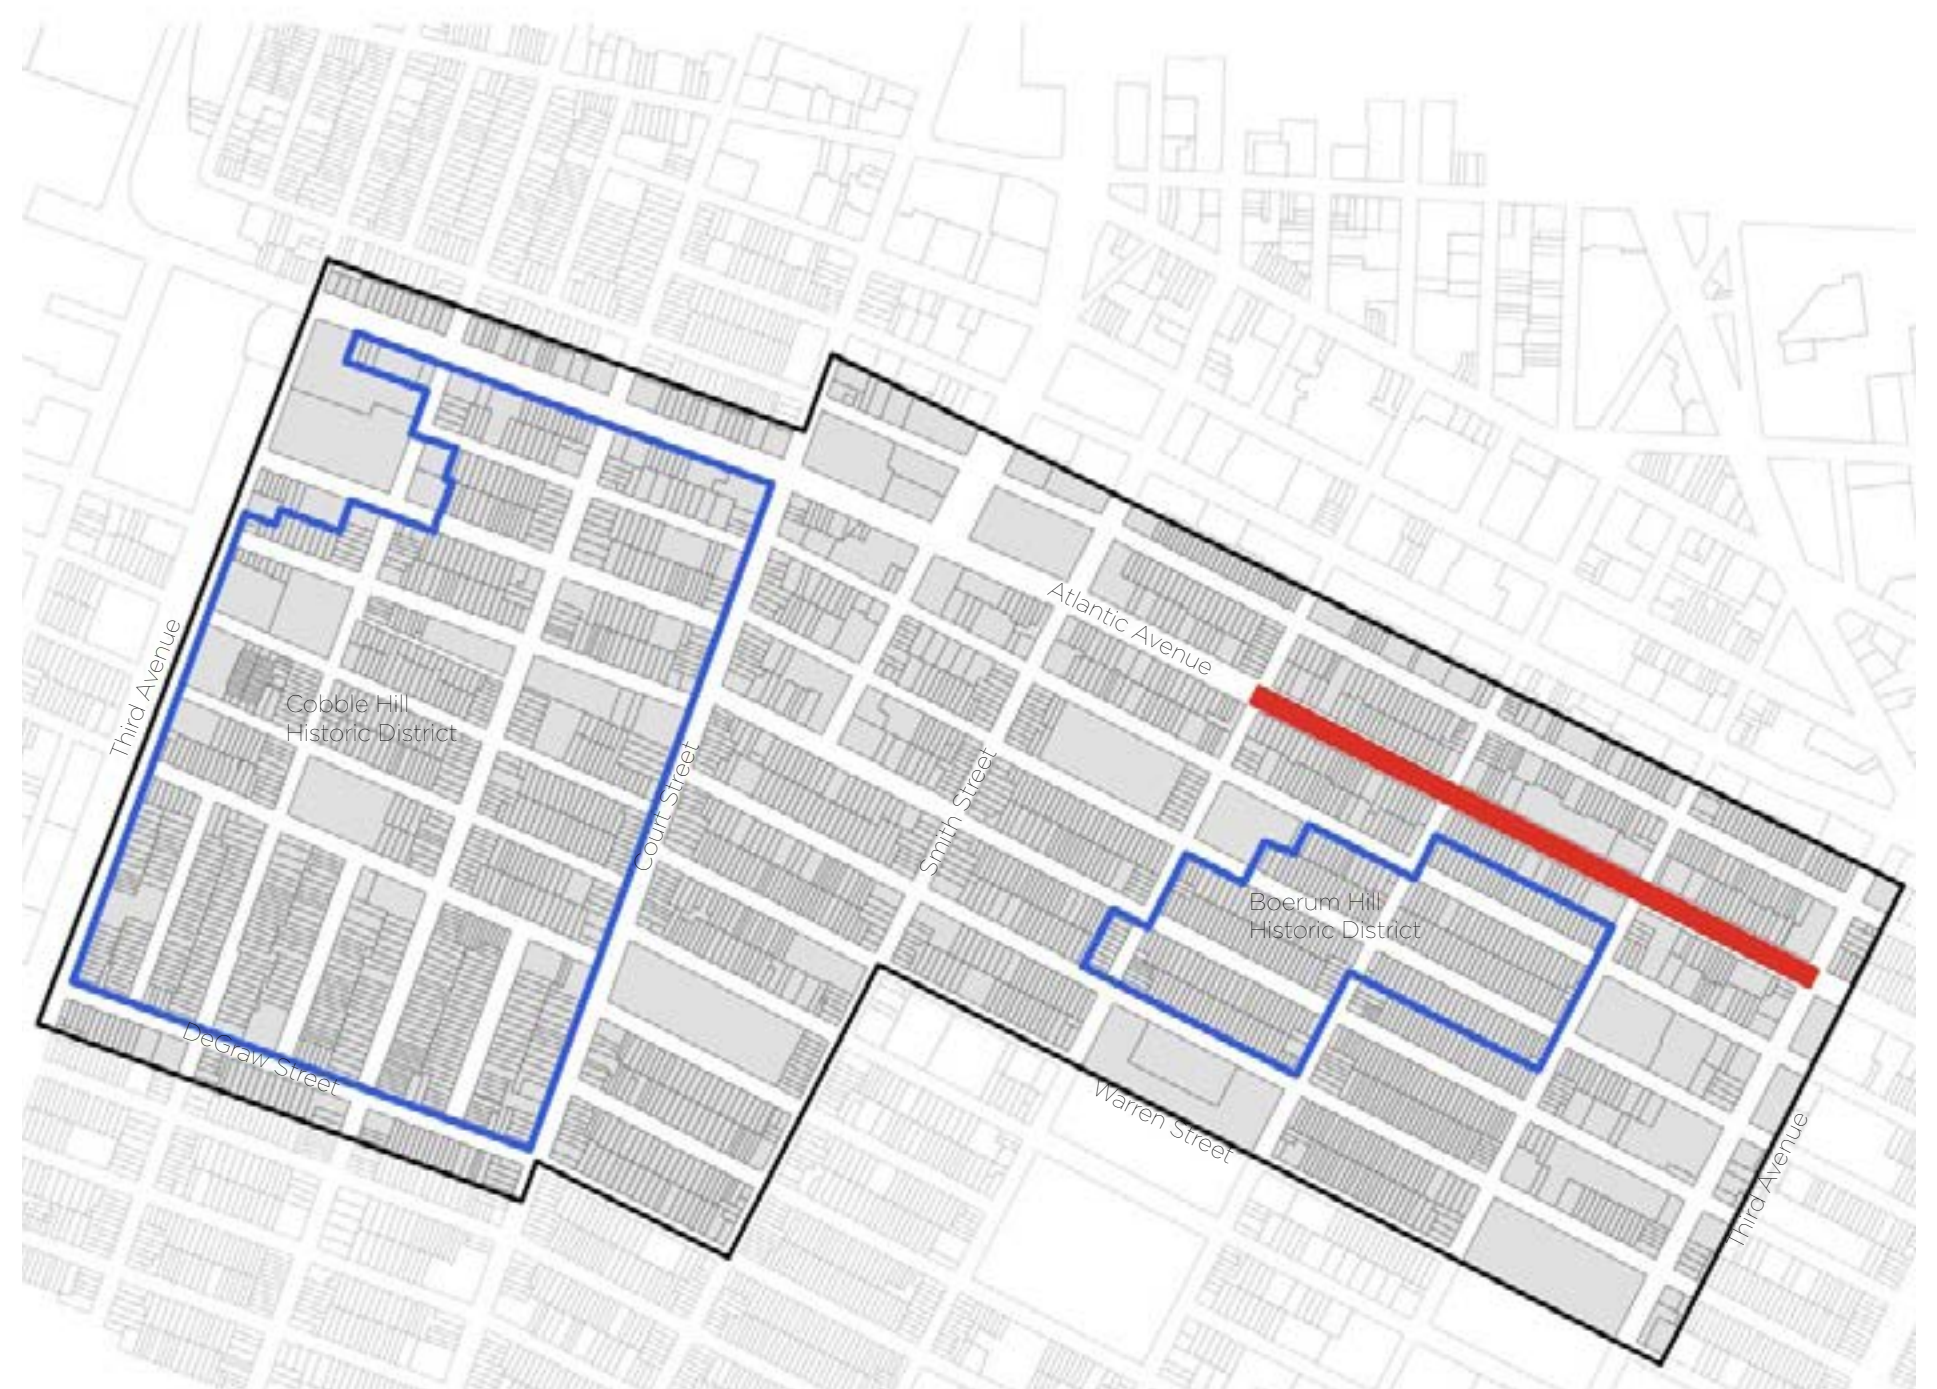 Atlantic Avenue
Third Avenue
Cobble Hill
Historic District
Court Street
Smith Street
Boerum Hill
Historic District
DeGraw Street
Warren Street
Third Avenue